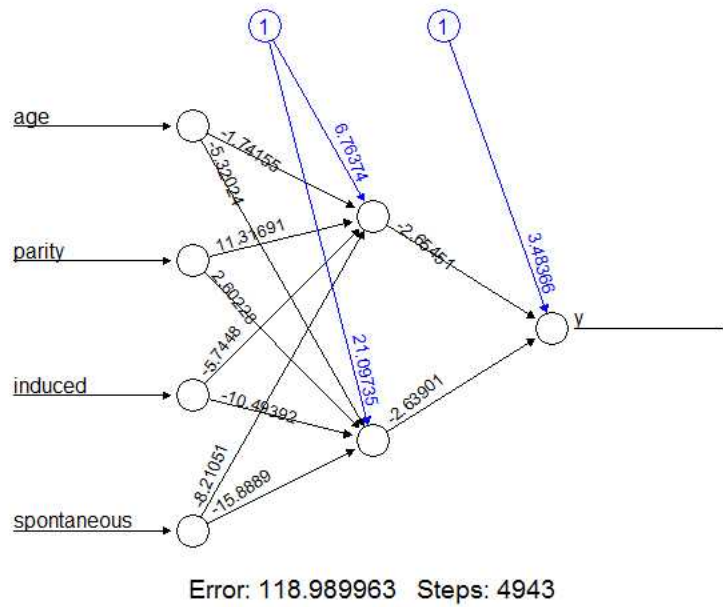 1
1
age
-1.74155
-5.32024
6.76374
parity
11.31691
2.60228
-2.65451
3.48366
y
induced
-5.7448
-10.49392
21.09735
-2.63901
spontaneous
-8.21051
-15.8889
Error: 118.989963 Steps: 4943